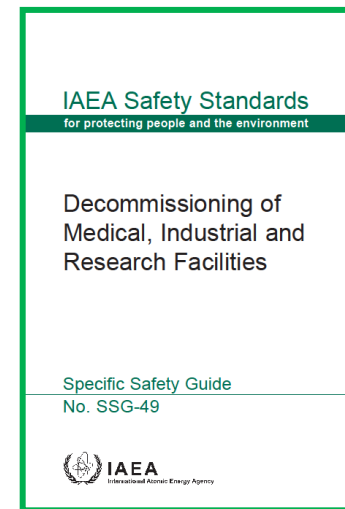 IAEA Safety Standards
for protecting people and the environment
Decommissioning of
Medical, Industrial and
Research Facilities
Specific Safety Guide
No. SSG-49
IAEA
International Atomic Energy Agency